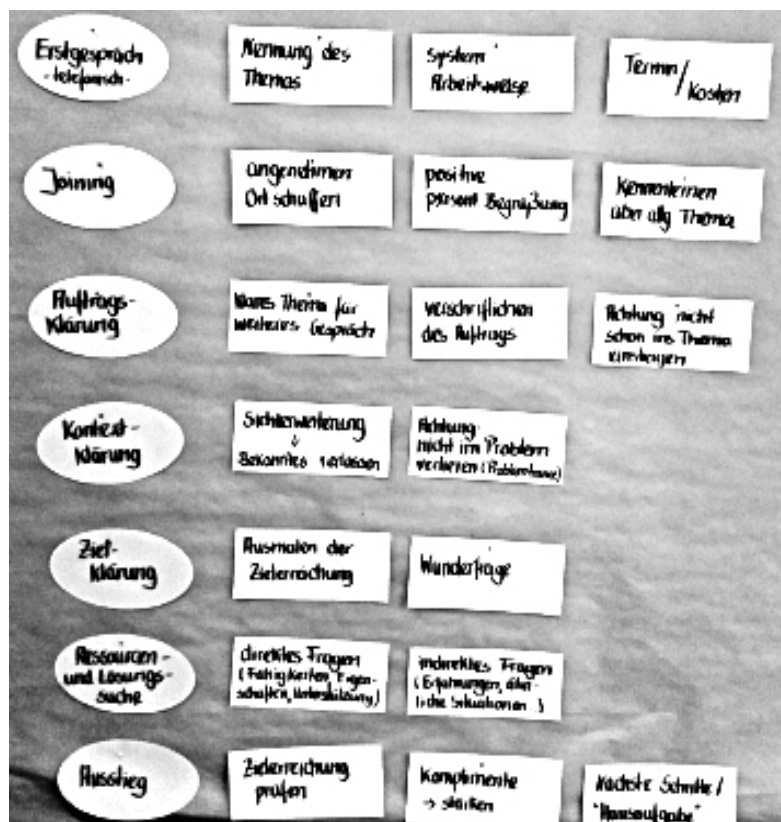 Erstgespräch
- telefonisch -
Nennung des
Themas
system
Arbeitsweise
Termin /
Kosten
Joining
angenehmen
Ort schaffen
positive
präsent Begrüßung
Kennenlernen
über allg Thema
Auftrags-
klärung
klares Thema für
weiteres Gespräch
verschriftlichen
des Auftrags
Achtung nicht
schon ins Thema
einsteigen
Kontext-
klärung
Sichterweiterung
↓
Bekanntes verlassen
Achtung
nicht im Problem
verlieren (Problemtrance)
Ziel-
klärung
Ausmalen der
Zielerreichung
Wunderfrage
Ressourcen-
und Lösungs-
suche
direktes Fragen
(Fähigkeiten, Eigen-
schaften, Unterstützung)
indirektes Fragen
(Erfahrungen, ähn-
liche Situationen)
Ausstieg
Zielerreichung
prüfen
Komplimente
→ stärken
Nächste Schritte /
"Hausaufgabe"